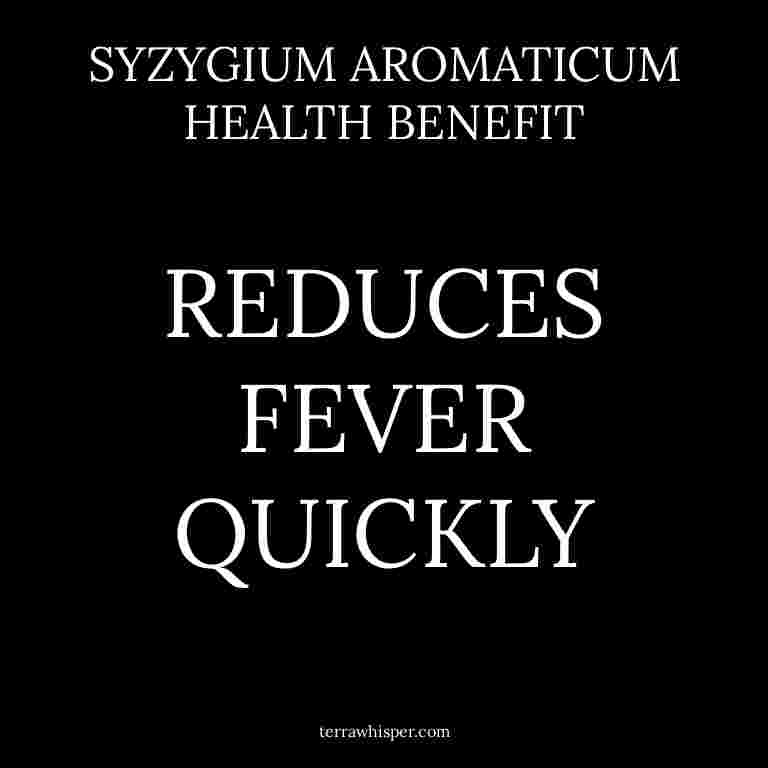 SYZYGIUM AROMATICUM
HEALTH BENEFIT
REDUCES
FEVER
QUICKLY
terrawhisper.com